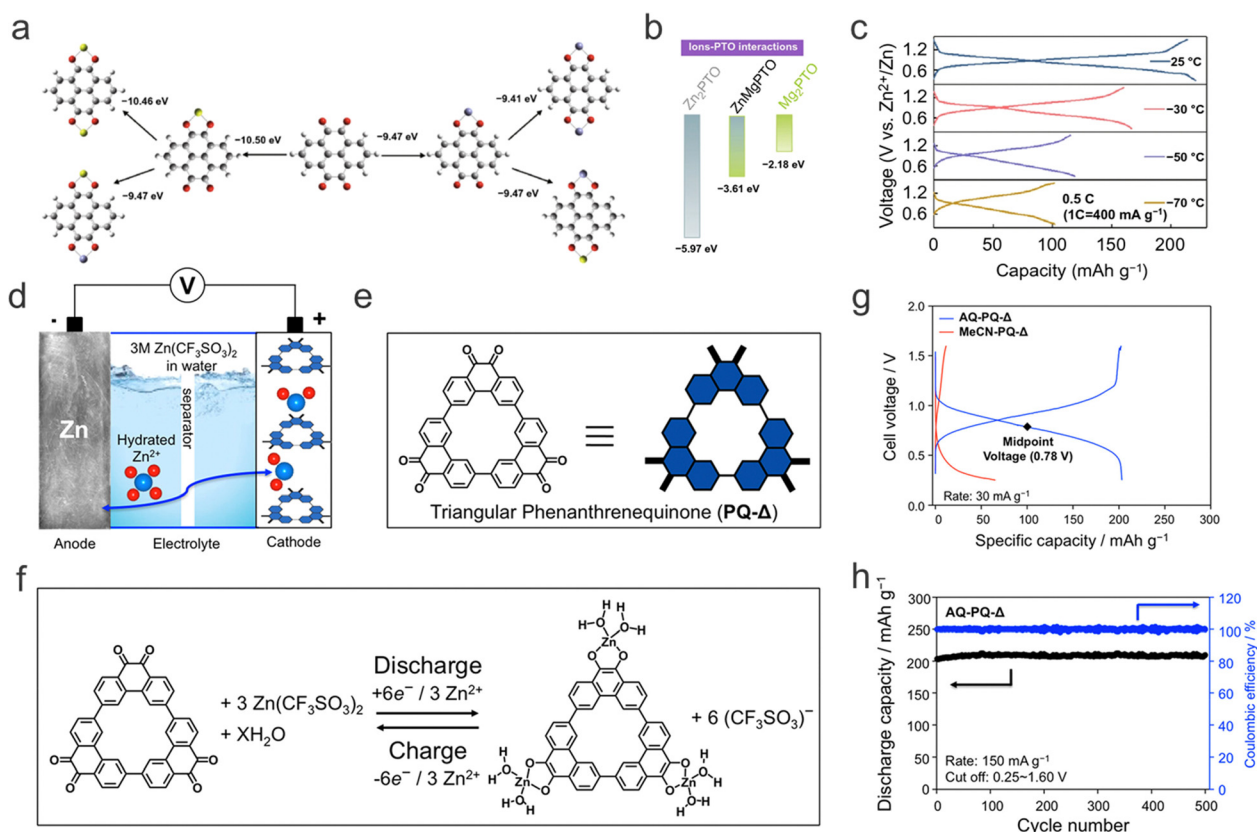 a
−10.46 eV
−10.50 eV
−9.47 eV
−9.47 eV
−9.41 eV
−9.47 eV
b
Ions-PTO interactions
Zn₂PTO
ZnMgPTO
Mg₂PTO
−2.18 eV
−3.61 eV
−5.97 eV
c
Voltage (V vs. Zn²⁺/Zn)
1.2
0.6
25 °C
1.2
0.6
−30 °C
1.2
0.6
−50 °C
1.2
0.6
−70 °C
0.5 C
(1C=400 mA g⁻¹)
0 50 100 150 200
Capacity (mAh g⁻¹)
d
V
- +
3M Zn(CF₃SO₃)₂
in water
separator
Zn
Hydrated
Zn²⁺
Anode Electrolyte Cathode
e
O O
O O
O O
Triangular Phenanthrenequinone (PQ-Δ)
f
O O
O O
O O
+ 3 Zn(CF₃SO₃)₂
+ XH₂O
Discharge
+6e⁻ / 3 Zn²⁺
Charge
-6e⁻ / 3 Zn²⁺
H H
H O O H
Zn
O O
H H
H O O Zn O O Zn O H
H O O H
H H
+ 6 (CF₃SO₃)⁻
g
AQ-PQ-Δ
MeCN-PQ-Δ
Cell voltage / V
2.0
1.5
1.0
0.5
0.0
Midpoint
Voltage (0.78 V)
Rate: 30 mA g⁻¹
0 50 100 150 200 250 300
Specific capacity / mAh g⁻¹
h
AQ-PQ-Δ
Discharge capacity / mAh g⁻¹
300
250
200
150
100
50
0
Coulombic efficiency / %
120
100
80
60
40
20
0
Rate: 150 mA g⁻¹
Cut off: 0.25~1.60 V
0 100 200 300 400 500
Cycle number